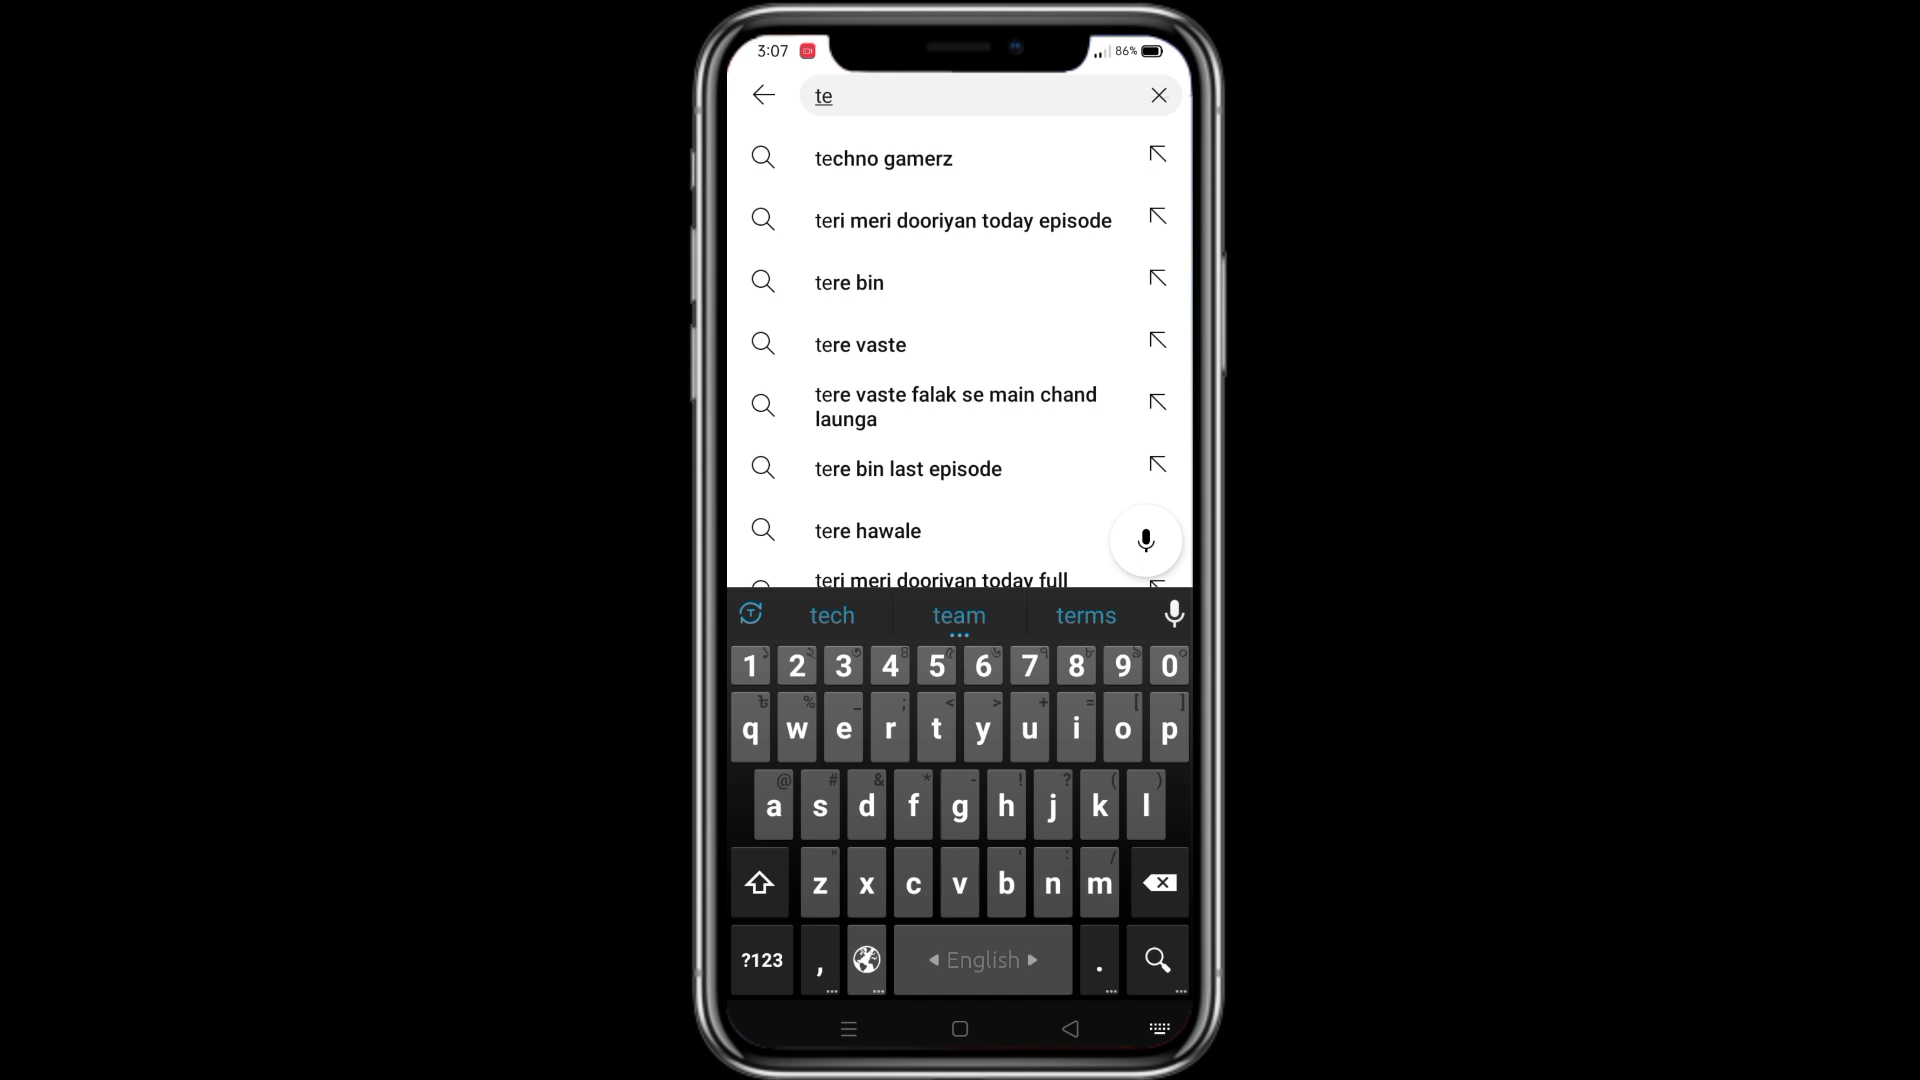 3:07 86%
te
techno gamerz
teri meri dooriyan today episode
tere bin
tere vaste
tere vaste falak se main chand
launga
tere bin last episode
tere hawale
teri meri dooriyan today full
tech team terms
1 2 3 4 5 6 7 8 9 0
q w e r t y u i o p
a s d f g h j k l
z x c v b n m
?123 , English .